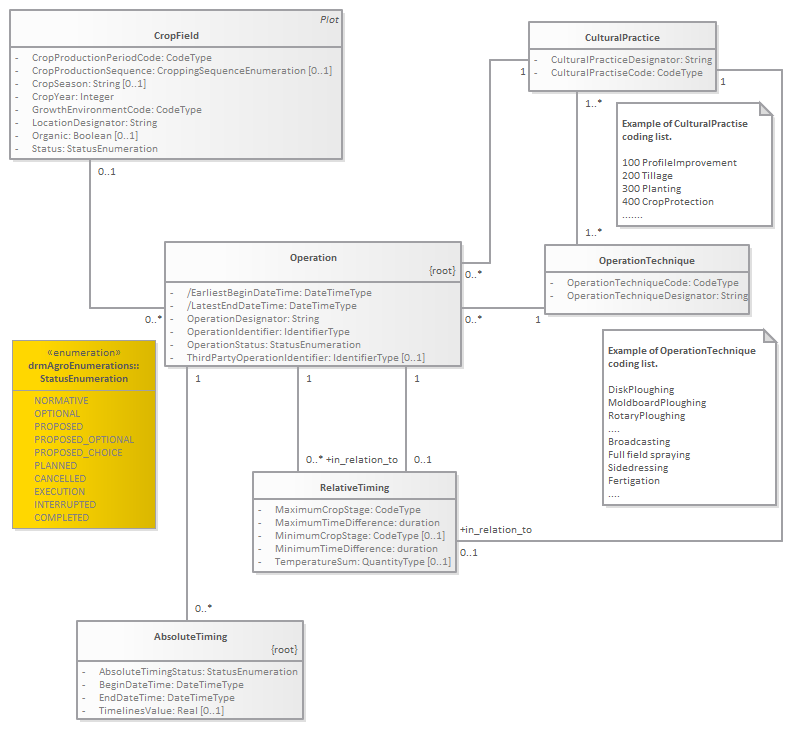 Plot
CropField
- CropProductionPeriodCode: CodeType
- CropProductionSequence: CroppingSequenceEnumeration [0..1]
- CropSeason: String [0..1]
- CropYear: Integer
- GrowthEnvironmentCode: CodeType
- LocationDesignator: String
- Organic: Boolean [0..1]
- Status: StatusEnumeration
CulturalPractice
- CulturalPracticeDesignator: String
- CulturalPractiseCode: CodeType
1
1
1..*
Example of CulturalPractise
coding list.
100 ProfileImprovement
200 Tillage
300 Planting
400 CropProtection
.......
1..*
0..1
Operation
{root}
- /EarliestBeginDateTime: DateTimeType
- /LatestEndDateTime: DateTimeType
- OperationDesignator: String
- OperationIdentifier: IdentifierType
- OperationStatus: StatusEnumeration
- ThirdPartyOperationIdentifier: IdentifierType [0..1]
0..*
0..*
0..*
1
OperationTechnique
- OperationTechniqueCode: CodeType
- OperationTechniqueDesignator: String
«enumeration»
drmAgroEnumerations::
StatusEnumeration
NORMATIVE
OPTIONAL
PROPOSED
PROPOSED_OPTIONAL
PROPOSED_CHOICE
PLANNED
CANCELLED
EXECUTION
INTERRUPTED
COMPLETED
Example of OperationTechnique
coding list.
DiskPloughing
MoldboardPloughing
RotaryPloughing
....
Broadcasting
Full field spraying
Sidedressing
Fertigation
....
1
1
1
0..* +in_relation_to
0..1
RelativeTiming
- MaximumCropStage: CodeType
- MaximumTimeDifference: duration
- MinimumCropStage: CodeType [0..1]
- MinimumTimeDifference: duration
- TemperatureSum: QuantityType [0..1]
+in_relation_to
0..1
0..*
AbsoluteTiming
{root}
- AbsoluteTimingStatus: StatusEnumeration
- BeginDateTime: DateTimeType
- EndDateTime: DateTimeType
- TimelinesValue: Real [0..1]